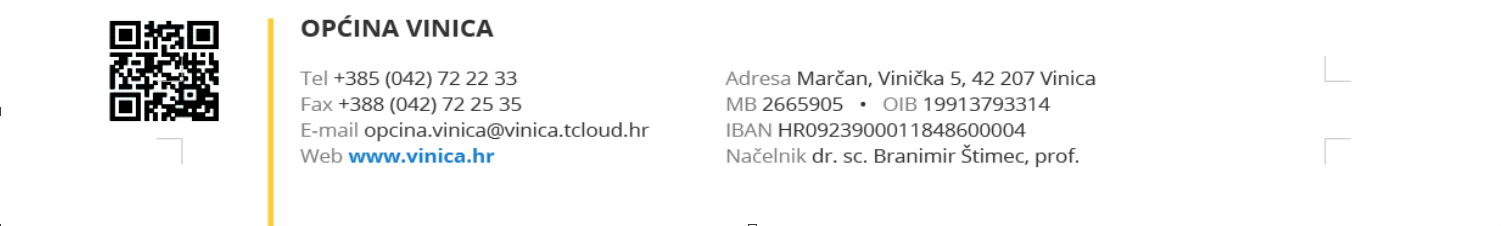 OPĆINA VINICA
Tel +385 (042) 72 22 33
Fax +388 (042) 72 25 35
E-mail opcina.vinica@vinica.tcloud.hr
Web www.vinica.hr
Adresa Marčan, Vinička 5, 42 207 Vinica
MB 2665905 • OIB 19913793314
IBAN HR0923900011848600004
Načelnik dr. sc. Branimir Štimec, prof.